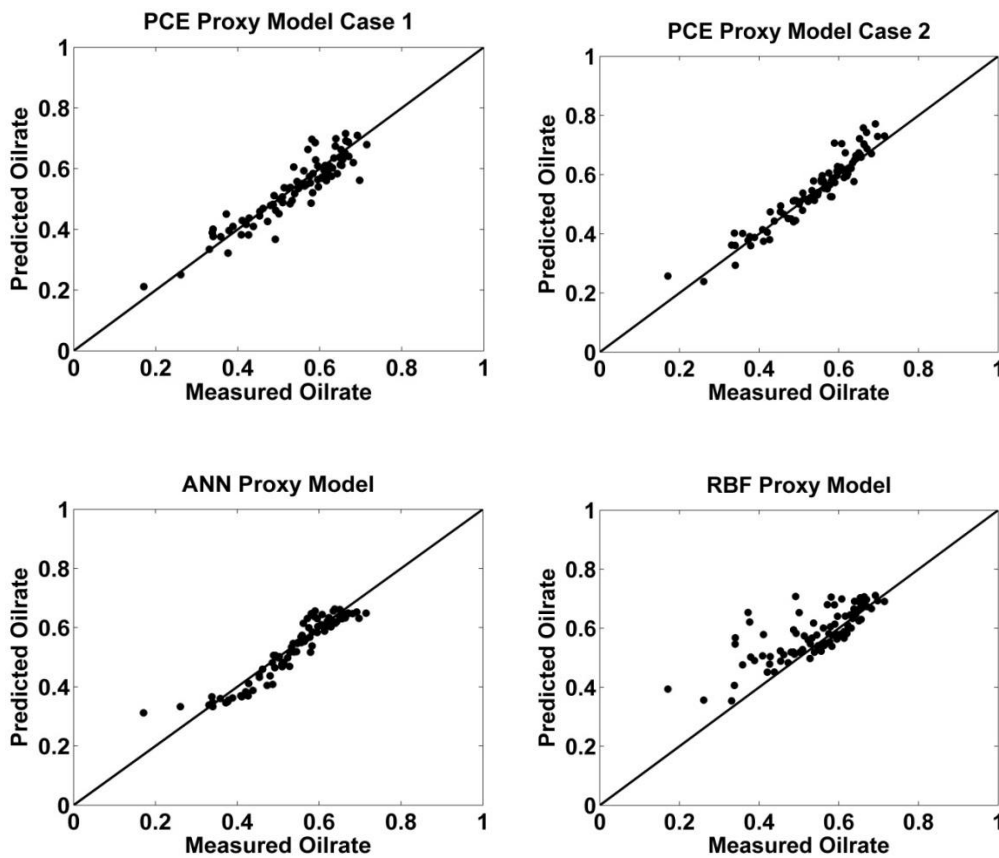 PCE Proxy Model Case 1
1
0.8
0.6
0.4
0.2
0
Predicted Oilrate
0 0.2 0.4 0.6 0.8 1
Measured Oilrate
PCE Proxy Model Case 2
1
0.8
0.6
0.4
0.2
0
Predicted Oilrate
0 0.2 0.4 0.6 0.8 1
Measured Oilrate
ANN Proxy Model
1
0.8
0.6
0.4
0.2
0
Predicted Oilrate
0 0.2 0.4 0.6 0.8 1
Measured Oilrate
RBF Proxy Model
1
0.8
0.6
0.4
0.2
0
Predicted Oilrate
0 0.2 0.4 0.6 0.8 1
Measured Oilrate